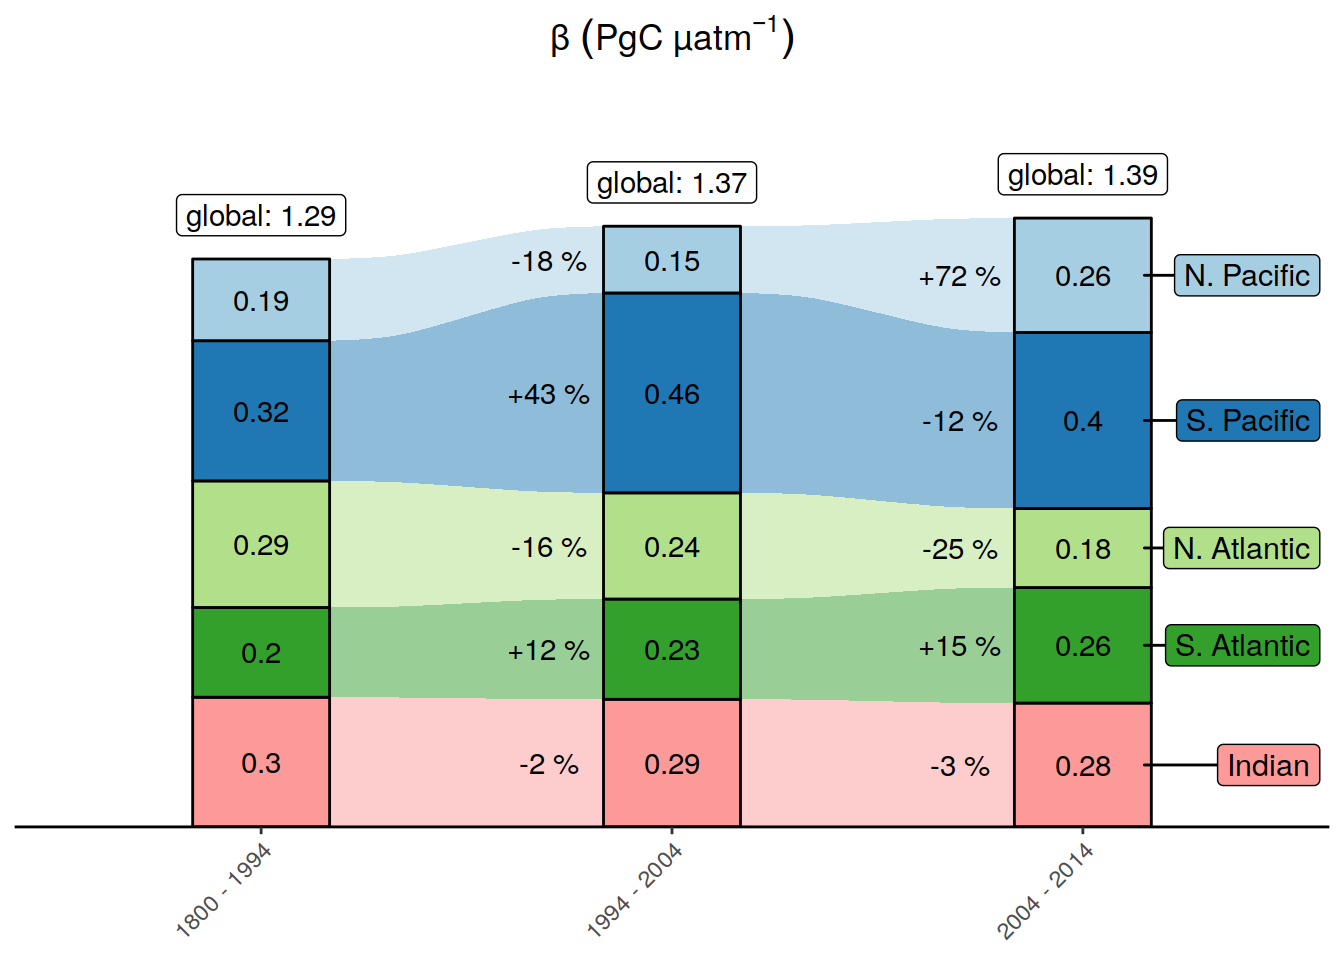 β (PgC µatm⁻¹)
global: 1.29
global: 1.37
global: 1.39
0.19
-18 %
0.15
+72 %
0.26
N. Pacific
0.32
+43 %
0.46
-12 %
0.4
S. Pacific
0.29
-16 %
0.24
-25 %
0.18
N. Atlantic
0.2
+12 %
0.23
+15 %
0.26
S. Atlantic
0.3
-2 %
0.29
-3 %
0.28
Indian
1800 - 1994
1994 - 2004
2004 - 2014